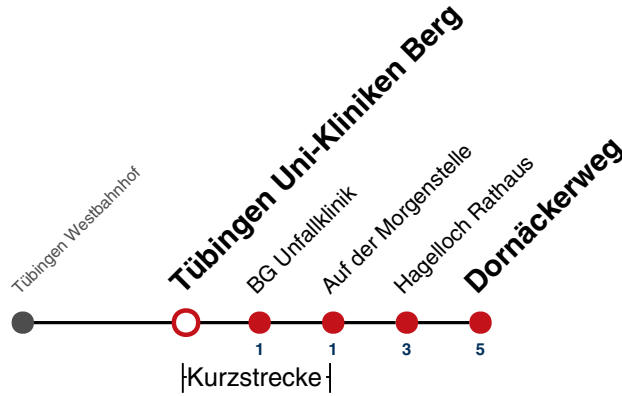 Tübingen Westbahnhof
Tübingen Uni-Kliniken Berg
BG Unfallklinik
Auf der Morgenstelle
Hagelloch Rathaus
Dornäckerweg
1 1 3 5
Kurzstrecke